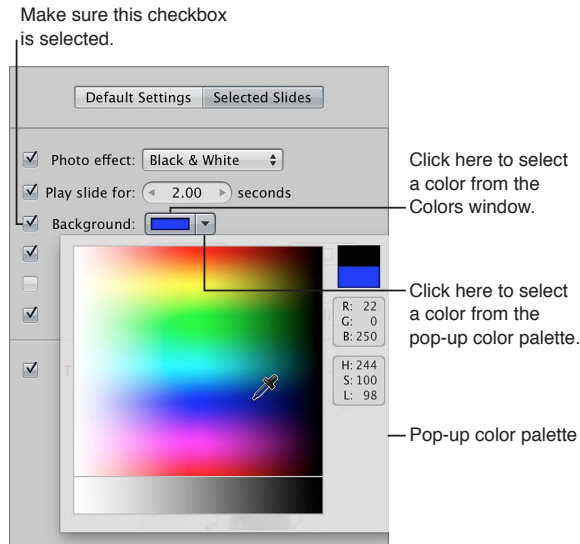 Make sure this checkbox
is selected.
Default Settings
Selected Slides
Photo effect: Black & White
Play slide for: 2.00 seconds
Background:
Click here to select
a color from the
Colors window.
Click here to select
a color from the
pop-up color palette.
R: 22
G: 0
B: 250
H: 244
S: 100
L: 98
Pop-up color palette